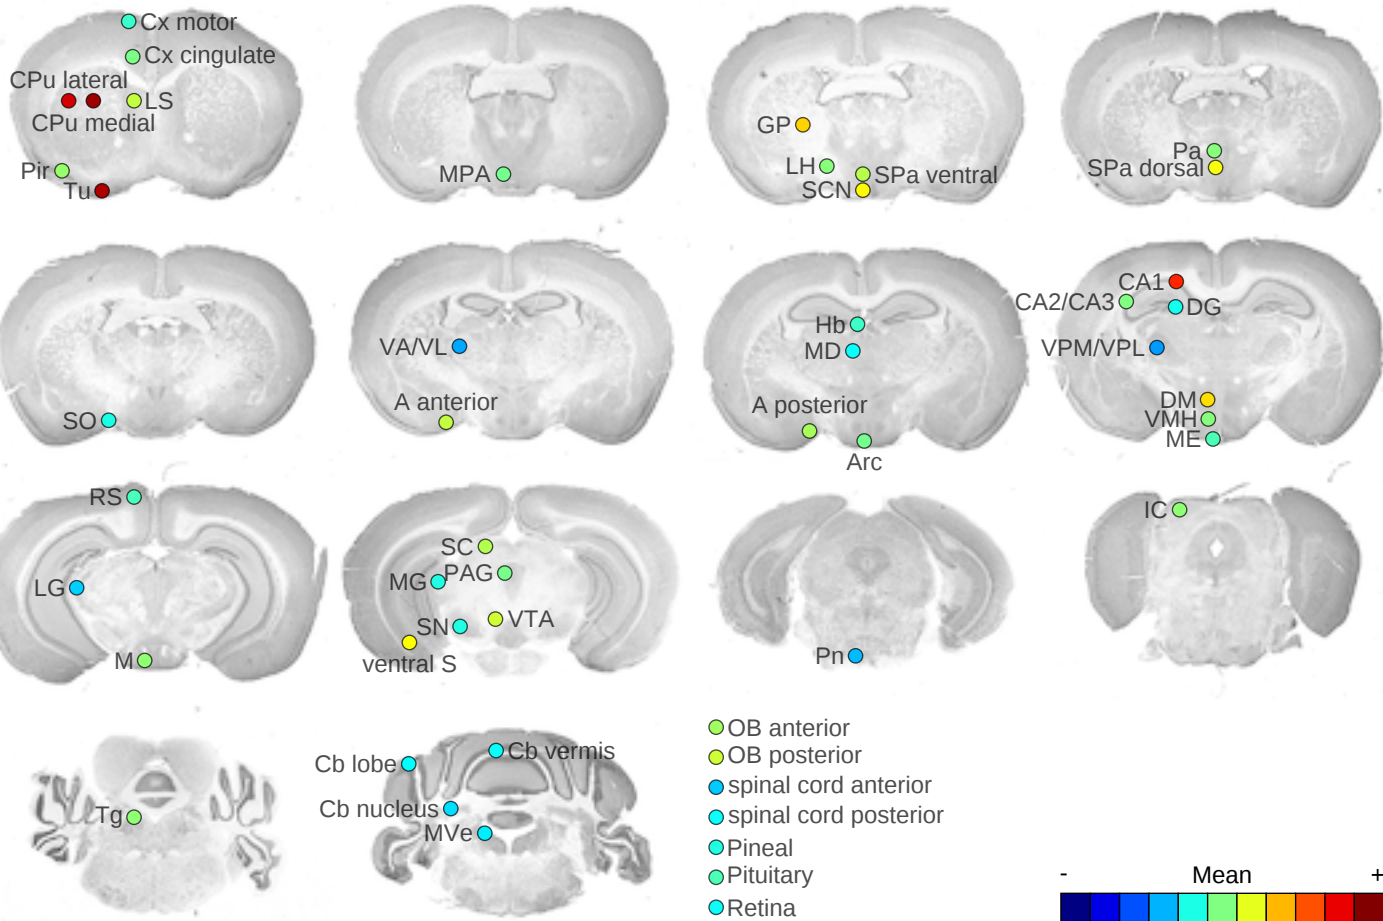 Cx motor
Cx cingulate
CPu lateral
LS
CPu medial
Pir
Tu
MPA
GP
LH
SPa ventral
SCN
Pa
SPa dorsal
SO
VA/VL
A anterior
Hb
MD
A posterior
Arc
CA1
CA2/CA3
DG
VPM/VPL
DM
VMH
ME
RS
LG
M
SC
MG
PAG
SN
VTA
ventral S
Pn
IC
Tg
Cb lobe
Cb vermis
Cb nucleus
MVe
OB anterior
OB posterior
spinal cord anterior
spinal cord posterior
Pineal
Pituitary
Retina
- Mean +